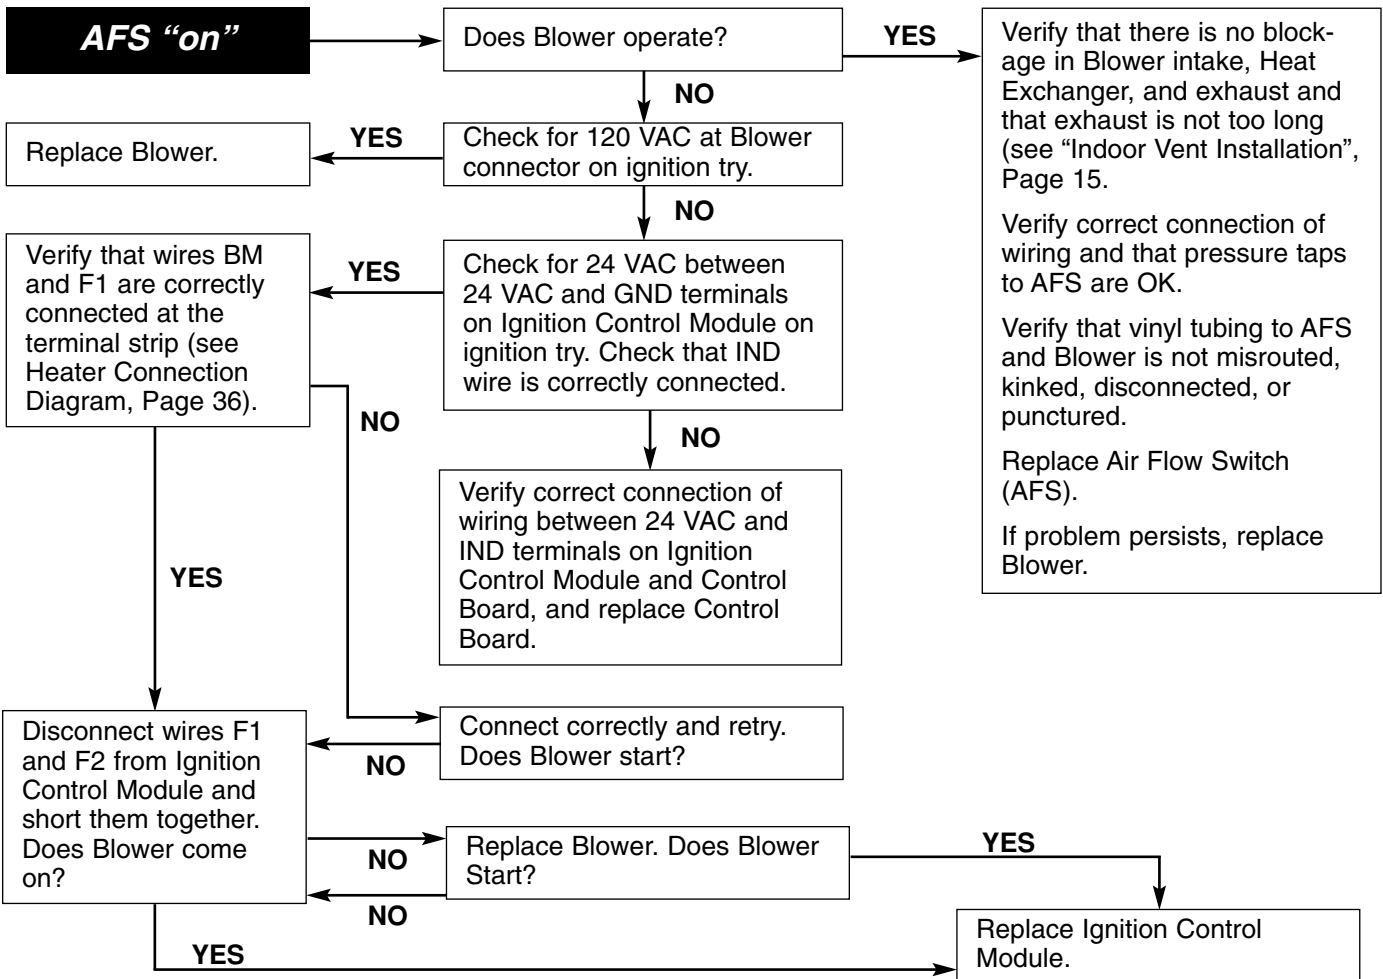 AFS “on”
Does Blower operate?
YES
Verify that there is no block-
age in Blower intake, Heat
Exchanger, and exhaust and
that exhaust is not too long
(see “Indoor Vent Installation”,
Page 15.
Verify correct connection of
wiring and that pressure taps
to AFS are OK.
Verify that vinyl tubing to AFS
and Blower is not misrouted,
kinked, disconnected, or
punctured.
Replace Air Flow Switch
(AFS).
If problem persists, replace
Blower.
NO
Check for 120 VAC at Blower
connector on ignition try.
YES
Replace Blower.
NO
Check for 24 VAC between
24 VAC and GND terminals
on Ignition Control Module on
ignition try. Check that IND
wire is correctly connected.
YES
Verify that wires BM
and F1 are correctly
connected at the
terminal strip (see
Heater Connection
Diagram, Page 36).
NO
NO
Verify correct connection of
wiring between 24 VAC and
IND terminals on Ignition
Control Module and Control
Board, and replace Control
Board.
YES
Connect correctly and retry.
Does Blower start?
NO
Disconnect wires F1
and F2 from Ignition
Control Module and
short them together.
Does Blower come
on?
NO
Replace Blower. Does Blower
Start?
NO
YES
YES
Replace Ignition Control
Module.